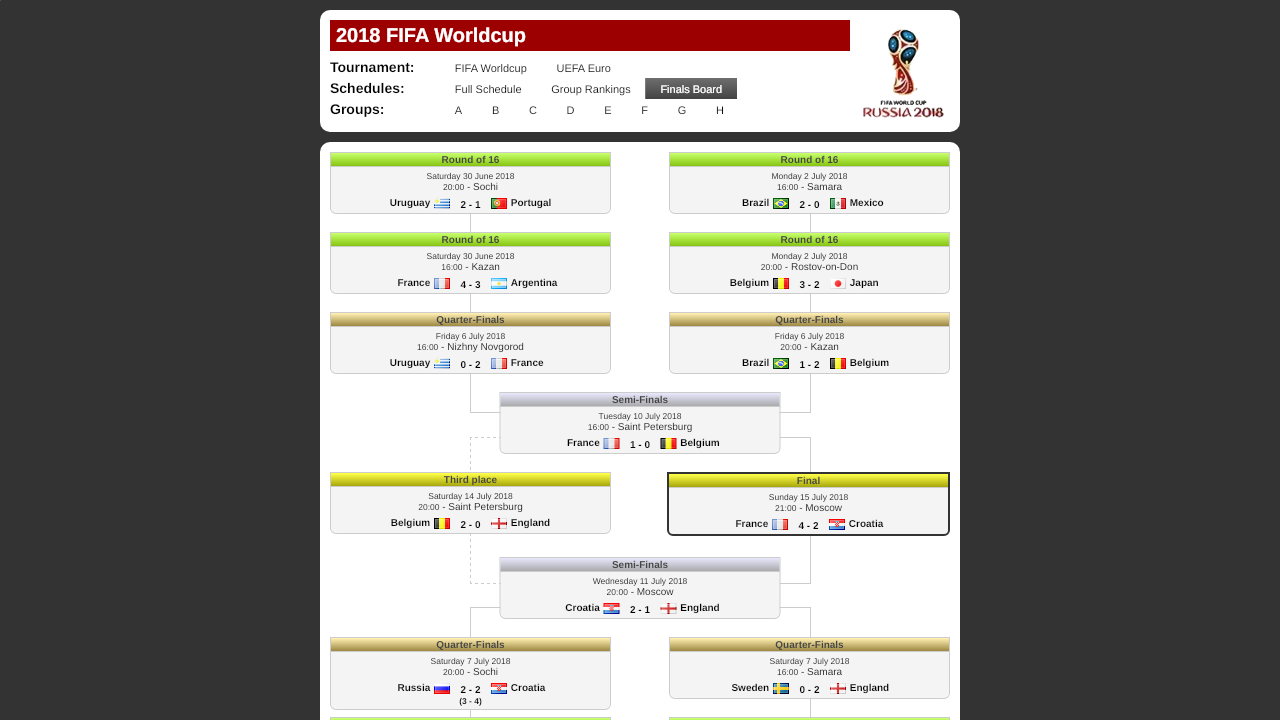 2018 FIFA Worldcup
Tournament: FIFA Worldcup UEFA Euro
Schedules: Full Schedule Group Rankings Finals Board
Groups: A B C D E F G H
FIFA WORLD CUP
RUSSIA 2018
Round of 16
Saturday 30 June 2018
20:00 - Sochi
Uruguay 2 - 1 Portugal
Round of 16
Monday 2 July 2018
16:00 - Samara
Brazil 2 - 0 Mexico
Round of 16
Saturday 30 June 2018
16:00 - Kazan
France 4 - 3 Argentina
Round of 16
Monday 2 July 2018
20:00 - Rostov-on-Don
Belgium 3 - 2 Japan
Quarter-Finals
Friday 6 July 2018
16:00 - Nizhny Novgorod
Uruguay 0 - 2 France
Quarter-Finals
Friday 6 July 2018
20:00 - Kazan
Brazil 1 - 2 Belgium
Semi-Finals
Tuesday 10 July 2018
16:00 - Saint Petersburg
France 1 - 0 Belgium
Third place
Saturday 14 July 2018
20:00 - Saint Petersburg
Belgium 2 - 0 England
Final
Sunday 15 July 2018
21:00 - Moscow
France 4 - 2 Croatia
Semi-Finals
Wednesday 11 July 2018
20:00 - Moscow
Croatia 2 - 1 England
Quarter-Finals
Saturday 7 July 2018
20:00 - Sochi
Russia 2 - 2 Croatia
(3 - 4)
Quarter-Finals
Saturday 7 July 2018
16:00 - Samara
Sweden 0 - 2 England